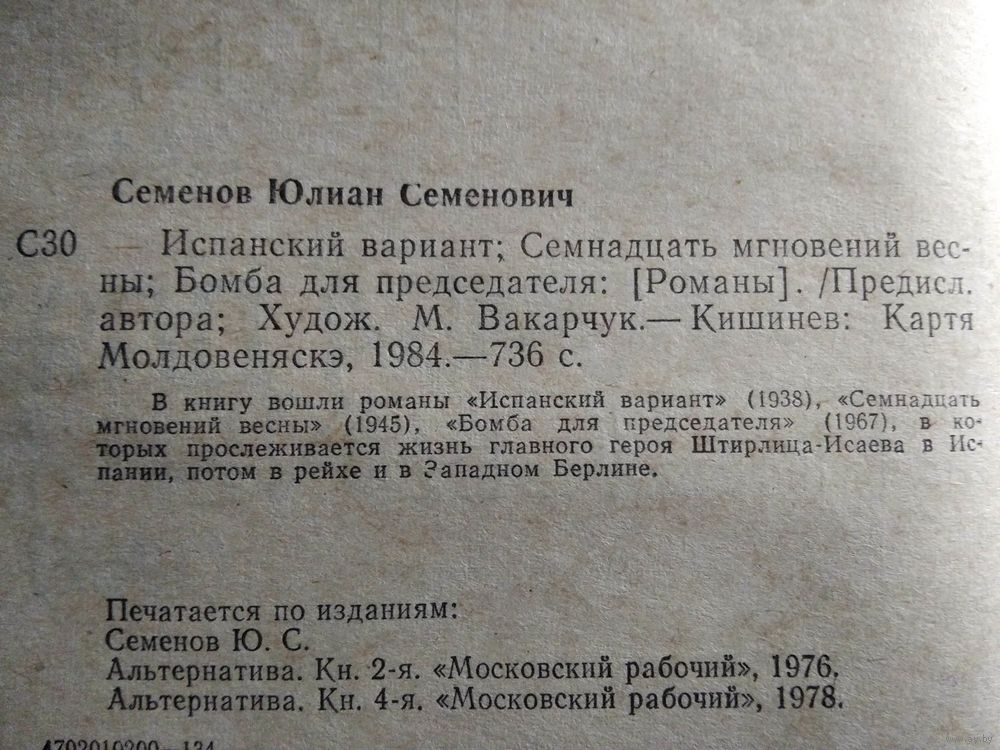 Семенов Юлиан Семенович
С30 — Испанский вариант; Семнадцать мгновений вес-
ны; Бомба для председателя: [Романы]. /Предисл.
автора; Худож. М. Вакарчук.— Кишинев: Картя
Молдовеняскэ, 1984.—736 с.
В книгу вошли романы «Испанский вариант» (1938), «Семнадцать
мгновений весны» (1945), «Бомба для председателя» (1967), в ко-
торых прослеживается жизнь главного героя Штирлица-Исаева в Ис-
пании, потом в рейхе и в Западном Берлине.
Печатается по изданиям:
Семенов Ю. С.
Альтернатива. Кн. 2-я. «Московский рабочий», 1976.
Альтернатива. Кн. 4-я. «Московский рабочий», 1978.
4702010200—134